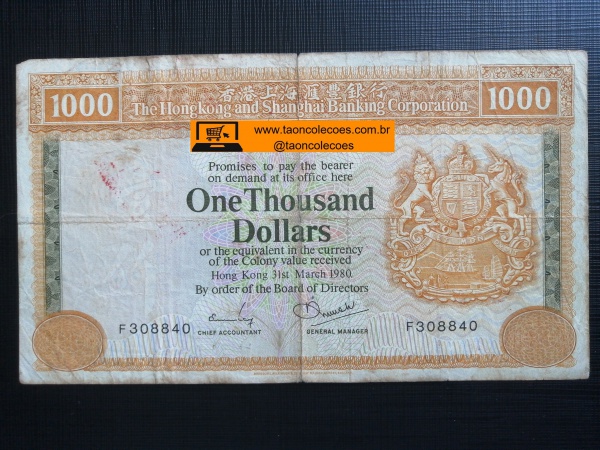 香港上海滙豐銀行
1000 The Hongkong and Shanghai Banking Corporation 1000
www.taoncolecoes.com.br
@taoncolecoes
Promises to pay the bearer
on demand at its office here
One Thousand
Dollars
or the equivalent in the currency
of the Colony value received
Hong Kong 31st March 1980.
By order of the Board of Directors
F308840 F308840
CHIEF ACCOUNTANT GENERAL MANAGER